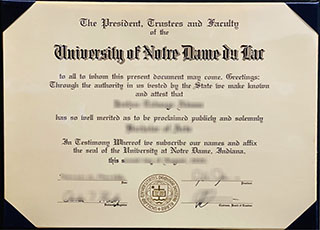 The President, Trustees and Faculty
of the
University of Notre Dame du Lac
to all to whom this present document may come, Greetings:
Through the authority in us vested by the State we make known
and attest that
has so well merited as to be proclaimed publicly and solemnly
In Testimony Whereof we subscribe our names and affix
the seal of the University at Notre Dame, Indiana,
this